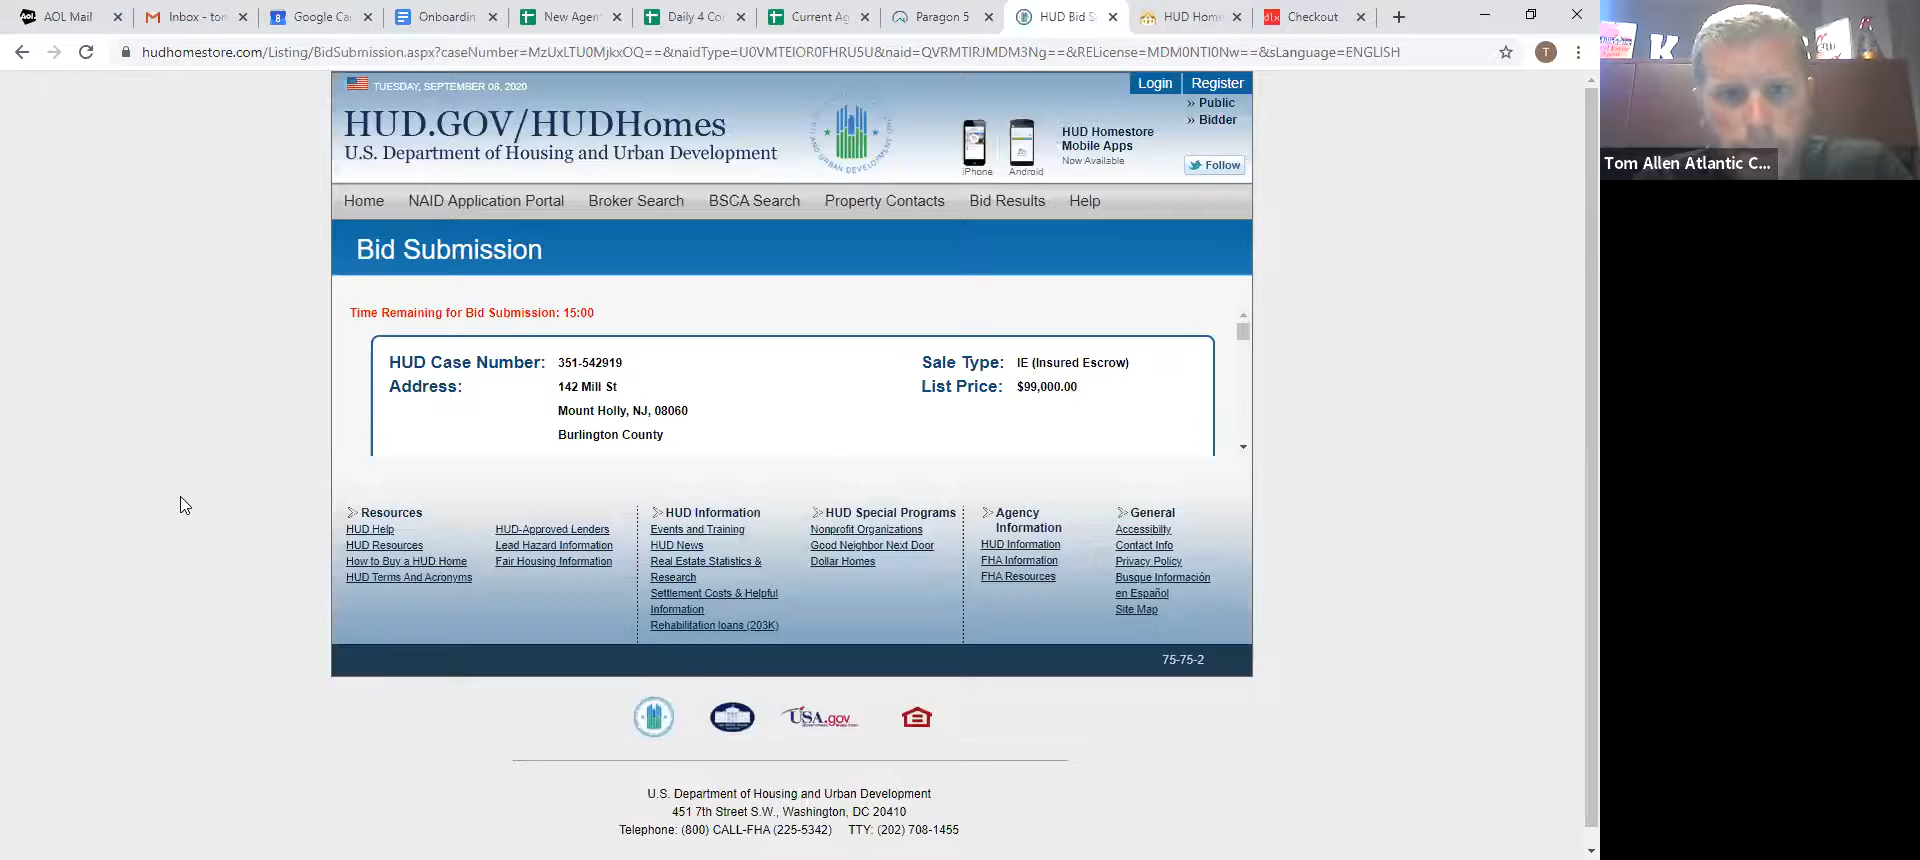 AOL Mail
Inbox - tom
Google Ca
Onboardin
New Agen
Daily 4 Co
Current Ag
Paragon 5
HUD Bid S
HUD Home
Checkout
hudhomestore.com/Listing/BidSubmission.aspx?caseNumber=MzUxLTU0MjkxOQ==&naidType=U0VMTElOR0FHRU5U&naid=QVRMTlRJMDM3Ng==&RELicense=MDM0NTI0Nw==&sLanguage=ENGLISH
T
TUESDAY, SEPTEMBER 08, 2020
Login Register
HUD.GOV/HUDHomes
U.S. Department of Housing and Urban Development
iPhone
Android
HUD Homestore
Mobile Apps
Now Available
» Public
» Bidder
Follow
Home NAID Application Portal Broker Search BSCA Search Property Contacts Bid Results Help
Bid Submission
Time Remaining for Bid Submission: 15:00
HUD Case Number: 351-542919
Sale Type: IE (Insured Escrow)
Address: 142 Mill St
List Price: $99,000.00
Mount Holly, NJ, 08060
Burlington County
Resources
HUD Help
HUD Resources
How to Buy a HUD Home
HUD Terms And Acronyms
HUD-Approved Lenders
Lead Hazard Information
Fair Housing Information
HUD Information
Events and Training
HUD News
Real Estate Statistics &
Research
Settlement Costs & Helpful
Information
Rehabilitation loans (203K)
HUD Special Programs
Nonprofit Organizations
Good Neighbor Next Door
Dollar Homes
Agency
Information
HUD Information
FHA Information
FHA Resources
General
Accessibility
Contact Info
Privacy Policy
Busque Información
en Español
Site Map
75-75-2
USA.gov
U.S. Department of Housing and Urban Development
451 7th Street S.W., Washington, DC 20410
Telephone: (800) CALL-FHA (225-5342) TTY: (202) 708-1455
Tom Allen Atlantic C...